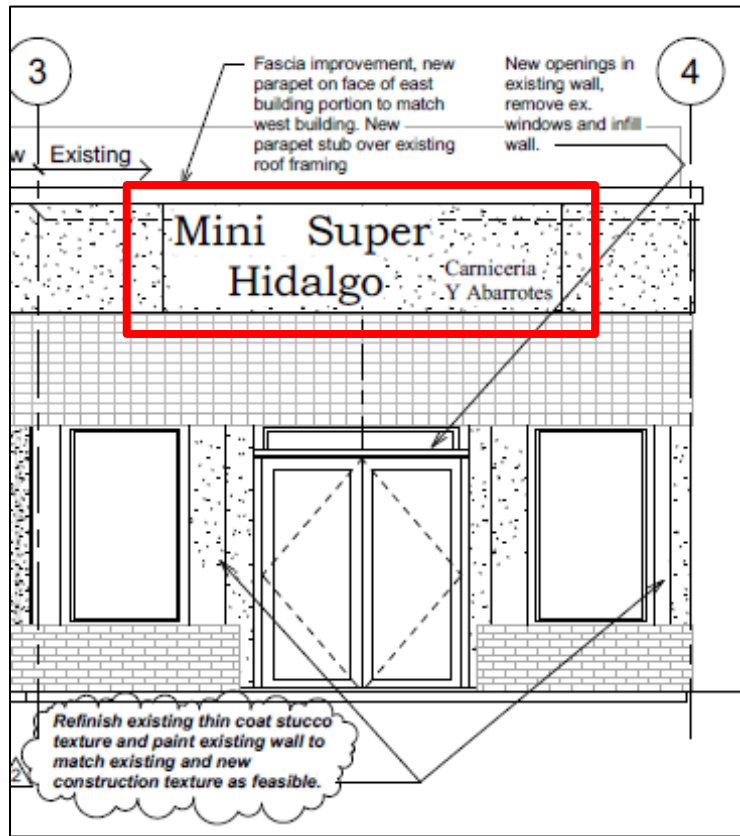 3
Fascia improvement, new
parapet on face of east
building portion to match
west building. New
parapet stub over existing
roof framing
New openings in
existing wall,
remove ex.
windows and infill
wall.
4
w Existing
Mini Super
Hidalgo
Carniceria
Y Abarrotes
Refinish existing thin coat stucco
texture and paint existing wall to
match existing and new
construction texture as feasible.
2